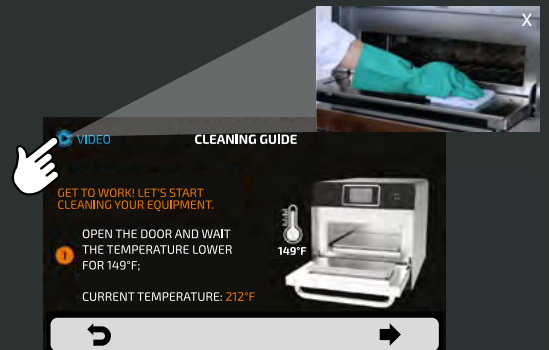 X
VIDEO
CLEANING GUIDE
GET TO WORK! LET'S START
CLEANING YOUR EQUIPMENT.
1
OPEN THE DOOR AND WAIT
THE TEMPERATURE LOWER
FOR 149°F;
149°F
CURRENT TEMPERATURE: 212°F